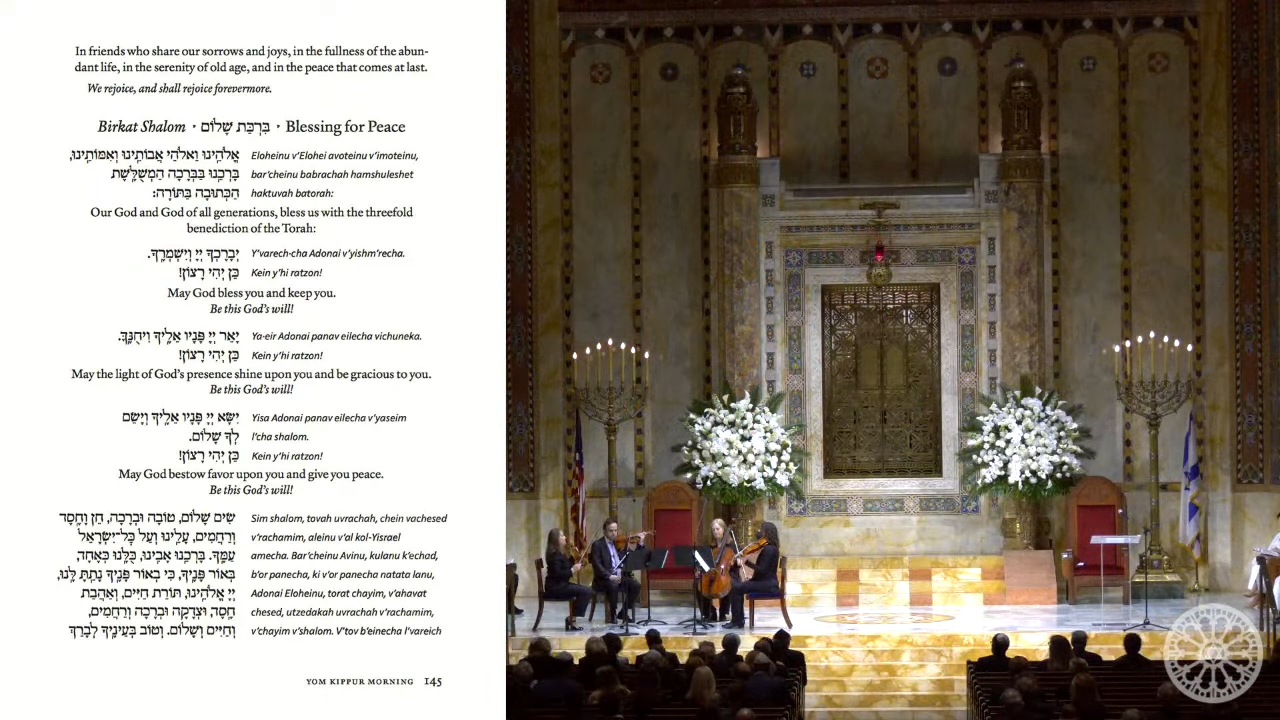 In friends who share our sorrows and joys, in the fullness of the abun-
dant life, in the serenity of old age, and in the peace that comes at last.
We rejoice, and shall rejoice forevermore.
Birkat Shalom · בִּרְכַּת שָׁלוֹם · Blessing for Peace
אֱלֹהֵֽינוּ וֵאלֹהֵי אֲבוֹתֵֽינוּ וְאִמּוֹתֵֽינוּ, Eloheinu v’Elohei avoteinu v’imoteinu,
בָּרְכֵֽנוּ בַּבְּרָכָה הַמְשֻׁלֶּֽשֶׁת bar’cheinu babrachah hamshuleshet
הַכְּתוּבָה בַּתּוֹרָה: haktuvah batorah:
Our God and God of all generations, bless us with the threefold
benediction of the Torah:
יְבָרֶכְךָ יְיָ וְיִשְׁמְרֶֽךָ. Y’varech-cha Adonai v’yishm’recha.
כֵּן יְהִי רָצוֹן! Kein y’hi ratzon!
May God bless you and keep you.
Be this God’s will!
יָאֵר יְיָ פָּנָיו אֵלֶֽיךָ וִיחֻנֶּֽךָּ. Ya-eir Adonai panav eilecha vichuneka.
כֵּן יְהִי רָצוֹן! Kein y’hi ratzon!
May the light of God’s presence shine upon you and be gracious to you.
Be this God’s will!
יִשָּׂא יְיָ פָּנָיו אֵלֶֽיךָ וְיָשֵׂם Yisa Adonai panav eilecha v’yaseim
לְךָ שָׁלוֹם. l’cha shalom.
כֵּן יְהִי רָצוֹן! Kein y’hi ratzon!
May God bestow favor upon you and give you peace.
Be this God’s will!
שִׂים שָׁלוֹם, טוֹבָה וּבְרָכָה, חֵן וָחֶֽסֶד Sim shalom, tovah uvrachah, chein vachesed
וְרַחֲמִים, עָלֵֽינוּ וְעַל כׇּל־יִשְׂרָאֵל v’rachamim, aleinu v’al kol-Yisrael
עַמֶּֽךָ. בָּרְכֵֽנוּ אָבִֽינוּ, כֻּלָּֽנוּ כְּאֶחָד, amecha. Bar’cheinu Avinu, kulanu k’echad,
בְּאוֹר פָּנֶֽיךָ, כִּי בְאוֹר פָּנֶֽיךָ נָתַֽתָּ לָּֽנוּ, b’or panecha, ki v’or panecha natata lanu,
יְיָ אֱלֹהֵֽינוּ, תּוֹרַת חַיִּים, וְאַהֲבַת Adonai Eloheinu, torat chayim, v’ahavat
חֶֽסֶד, וּצְדָקָה וּבְרָכָה וְרַחֲמִים, chesed, utzedakah uvrachah v’rachamim,
וְחַיִּים וְשָׁלוֹם. וְטוֹב בְּעֵינֶֽיךָ לְבָרֵךְ v’chayim v’shalom. V’tov b’einecha l’vareich
YOM KIPPUR MORNING 145